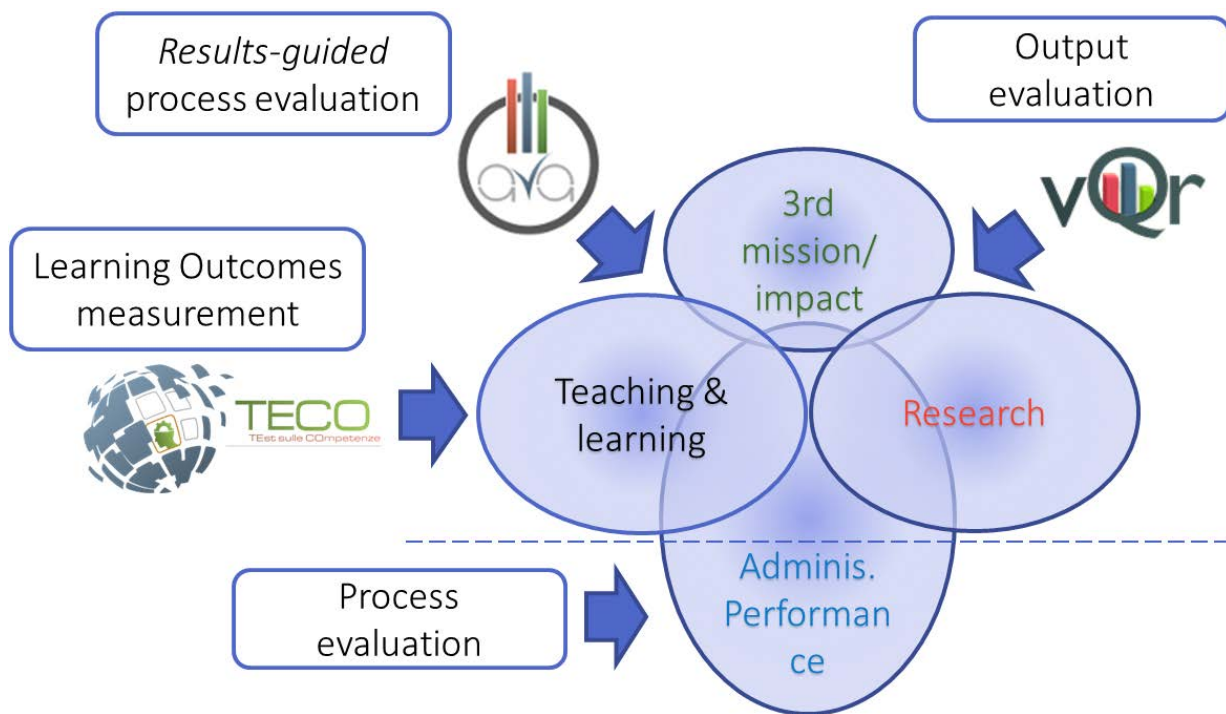 Results-guided
process evaluation
Output
evaluation
ava
vQr
3rd
mission/
impact
Learning Outcomes
measurement
TECO
TEst sulle COmpetenze
Teaching &
learning
Research
Process
evaluation
Adminis.
Performan
ce